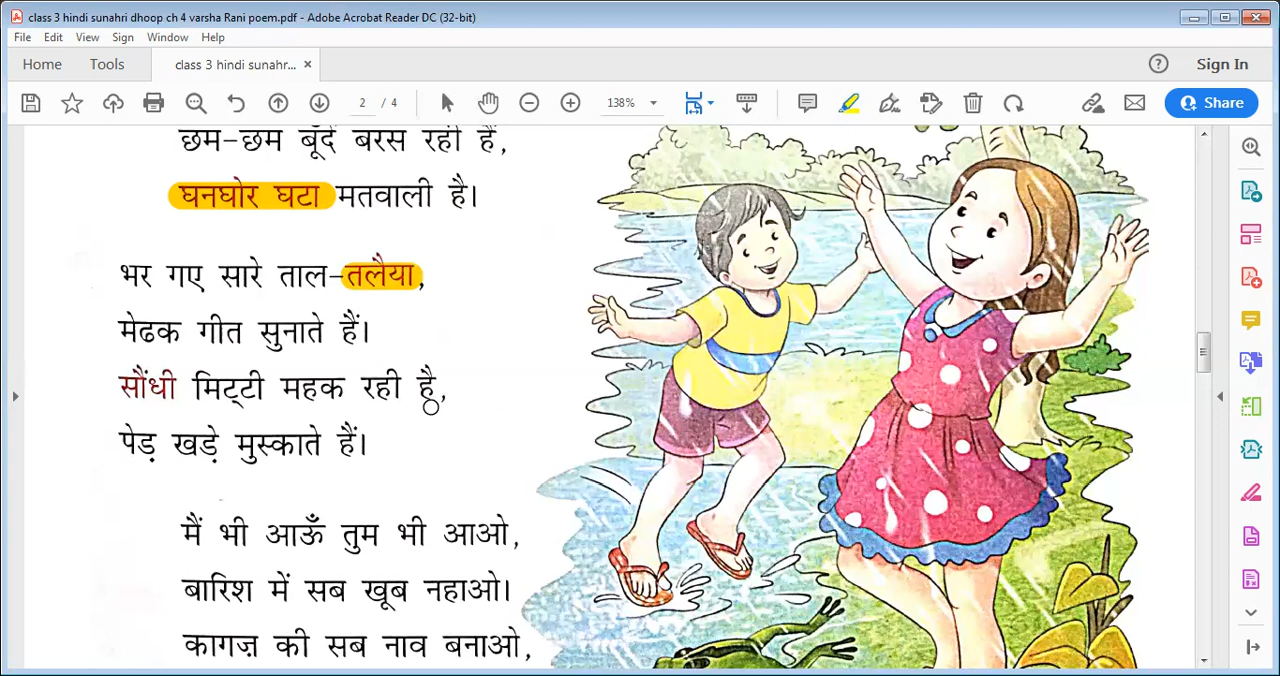 class 3 hindi sunahri dhoop ch 4 varsha Rani poem.pdf - Adobe Acrobat Reader DC (32-bit)
File Edit View Sign Window Help
Home Tools class 3 hindi sunahr... × Sign In
2 / 4 138% Share
छम-छम बूँदें बरस रही हैं,
घनघोर घटा मतवाली है।
भर गए सारे ताल-तलैया,
मेढक गीत सुनाते हैं।
सौंधी मिट्टी महक रही है,
पेड़ खड़े मुस्काते हैं।
मैं भी आऊँ तुम भी आओ,
बारिश में सब खूब नहाओ।
कागज़ की सब नाव बनाओ,